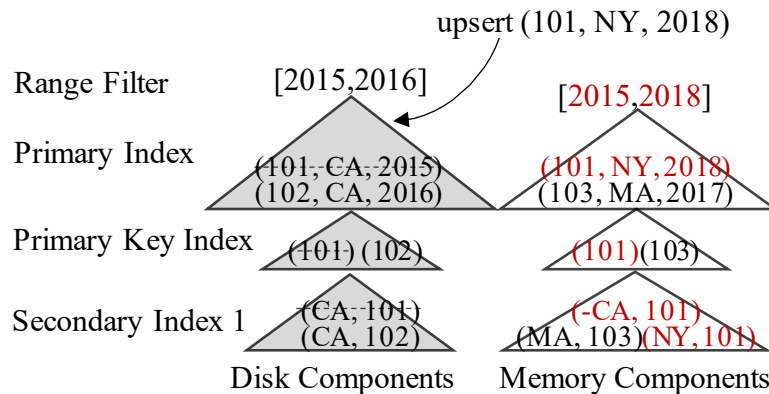 upsert (101, NY, 2018)
Range Filter [2015,2016] [2015,2018]
Primary Index
(101, CA, 2015) (101, NY, 2018)
(102, CA, 2016) (103, MA, 2017)
Primary Key Index (101) (102) (101)(103)
(CA, 101) (-CA, 101)
Secondary Index 1 (CA, 102) (MA, 103)(NY, 101)
Disk Components Memory Components